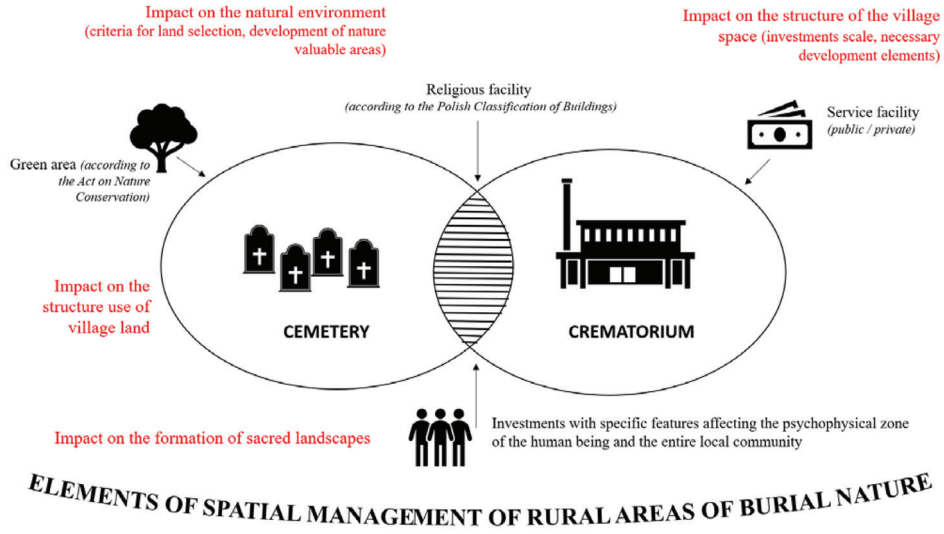 Impact on the natural environment
(criteria for land selection, development of nature
valuable areas)
Impact on the structure of the village
space (investments scale, necessary
development elements)
Religious facility
(according to the Polish Classification of Buildings)
Service facility
(public / private)
Green area (according to
the Act on Nature
Conservation)
Impact on the
structure use of
village land
CEMETERY
CREMATORIUM
Impact on the formation of sacred landscapes
Investments with specific features affecting the psychophysical zone
of the human being and the entire local community
ELEMENTS OF SPATIAL MANAGEMENT OF RURAL AREAS OF BURIAL NATURE